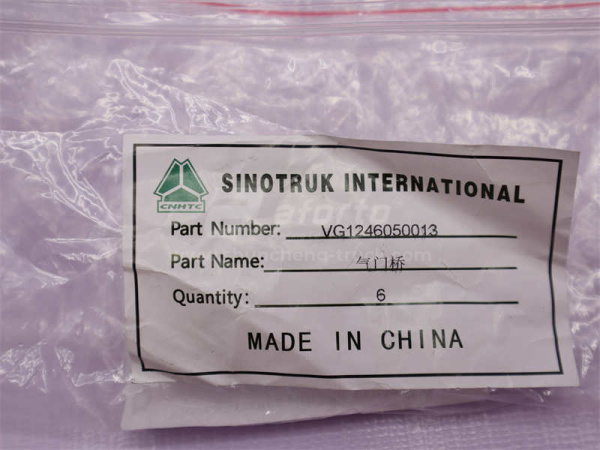 SINOTRUK INTERNATIONAL
CNHTC
Part Number: VG1246050013
Part Name: 气门桥
Quantity: 6
MADE IN CHINA